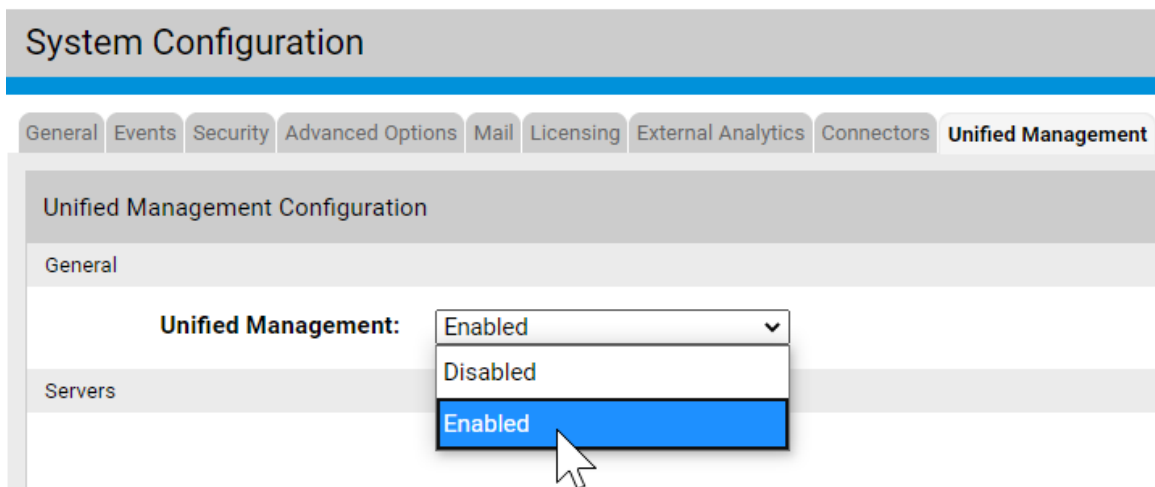 System Configuration
General Events Security Advanced Options Mail Licensing External Analytics Connectors Unified Management
Unified Management Configuration
General
Unified Management: Enabled
Disabled
Servers
Enabled